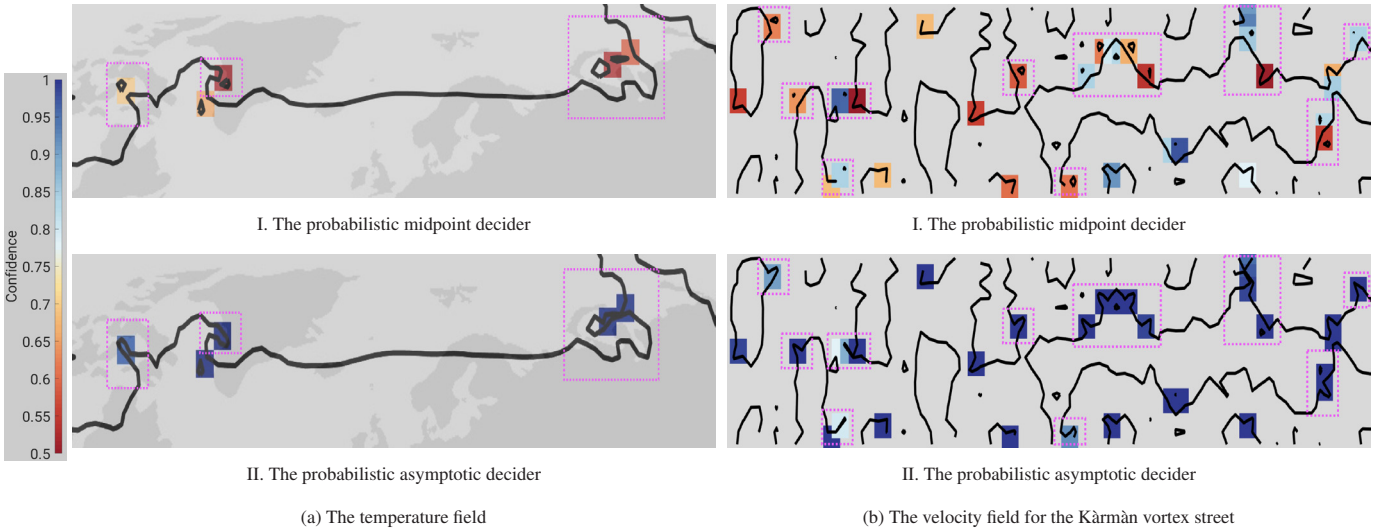 1
0.95
0.9
0.85
0.8
0.75
0.7
0.65
0.6
0.55
0.5
Confidence
I. The probabilistic midpoint decider
I. The probabilistic midpoint decider
II. The probabilistic asymptotic decider
II. The probabilistic asymptotic decider
(a) The temperature field
(b) The velocity field for the Kàrmàn vortex street